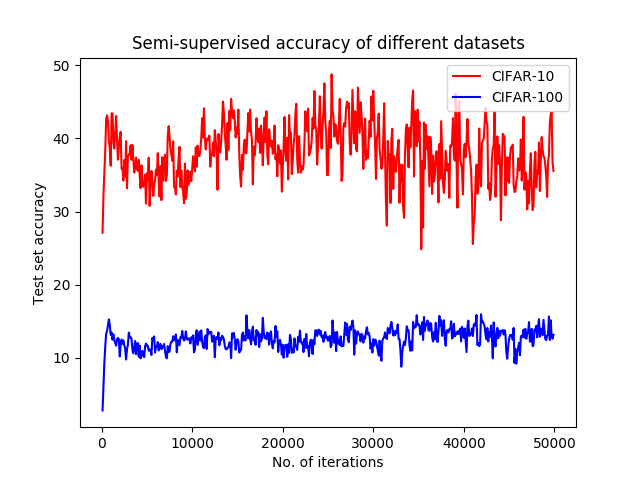 Semi-supervised accuracy of different datasets
CIFAR-10
CIFAR-100
Test set accuracy
50
40
30
20
10
0 10000 20000 30000 40000 50000
No. of iterations